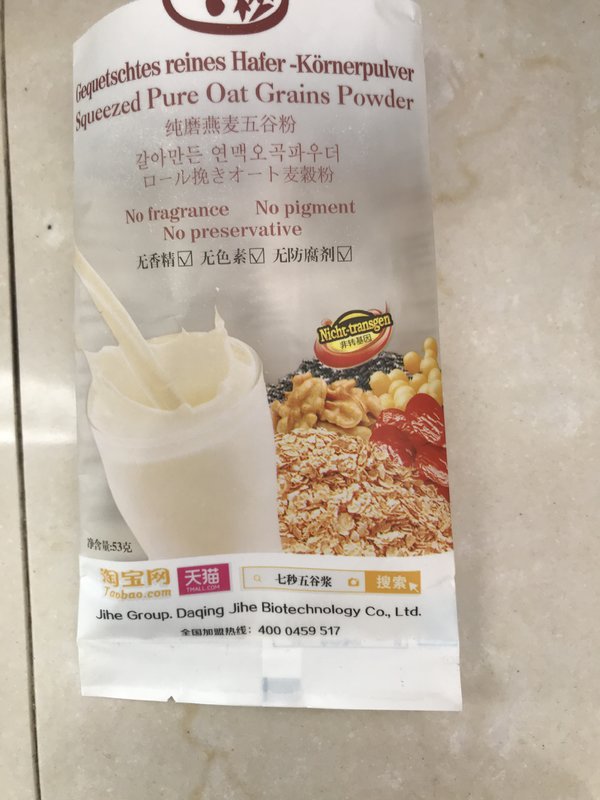 Gequetschtes reines Hafer-Körnerpulver
Squeezed Pure Oat Grains Powder
纯磨燕麦五谷粉
갈아만든 연맥오곡파우더
ロール挽きオート麦穀粉
No fragrance No pigment
No preservative
无香精☑ 无色素☑ 无防腐剂☑
Nicht-transgen
非转基因
净含量:53克
淘宝网
Taobao.com
天猫
TMALL.COM
七秒五谷浆
搜索
Jihe Group. Daqing Jihe Biotechnology Co., Ltd.
全国加盟热线: 400 0459 517